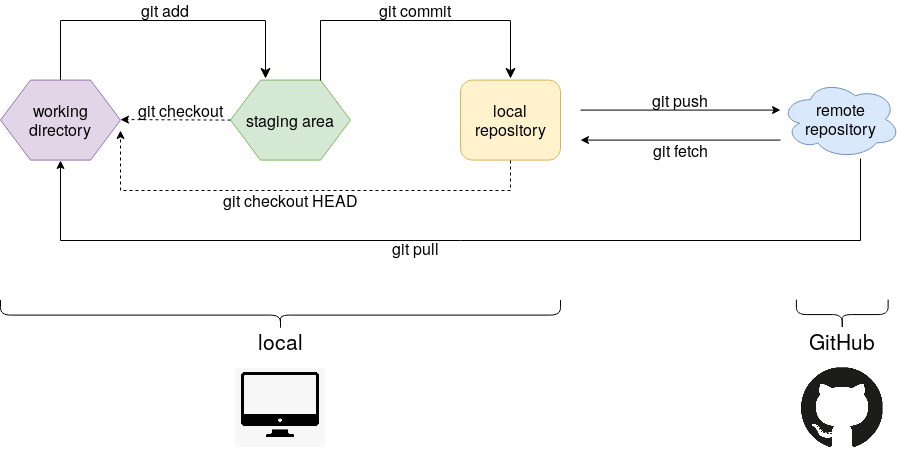 git add
git commit
working
directory
git checkout
staging area
local
repository
git push
git fetch
remote
repository
git checkout HEAD
git pull
local
GitHub